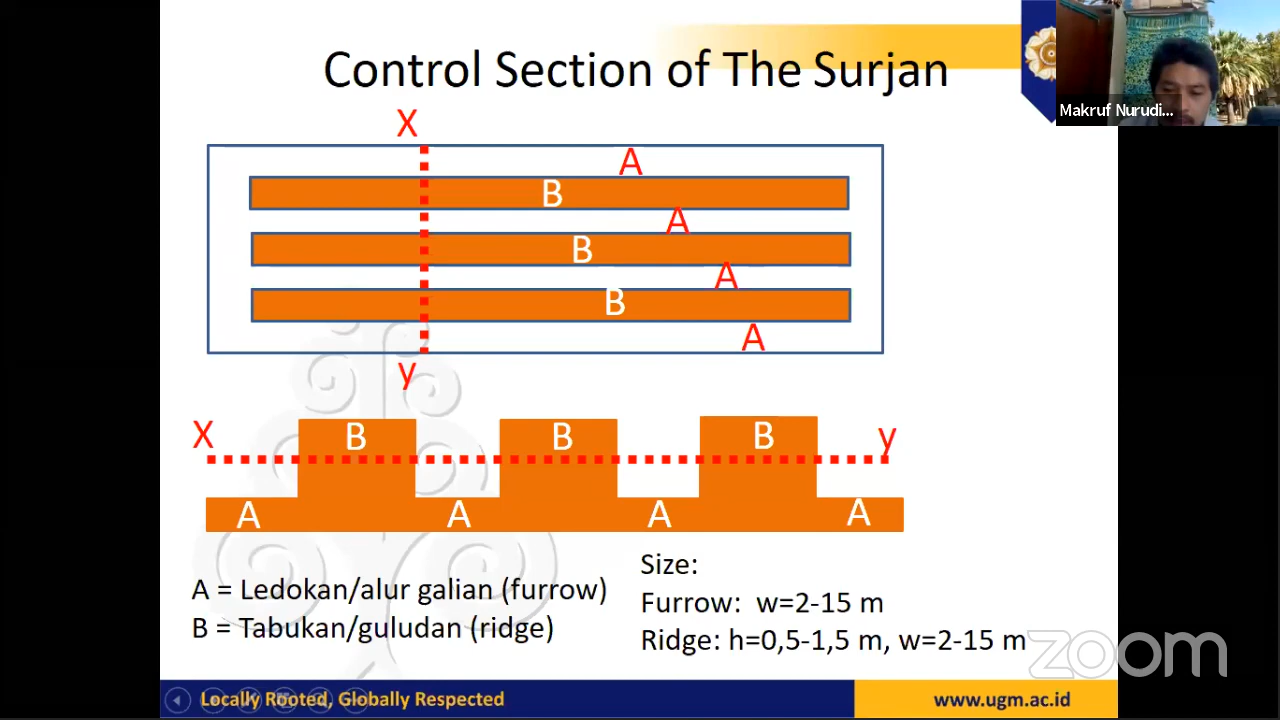 Control Section of The Surjan
Makruf Nurudi...
X
A
B
A
B
A
B
A
y
X
B
B
B
y
A
A
A
A
A = Ledokan/alur galian (furrow)
B = Tabukan/guludan (ridge)
Size:
Furrow: w=2-15 m
Ridge: h=0,5-1,5 m, w=2-15 m
zoom
Locally Rooted, Globally Respected
www.ugm.ac.id